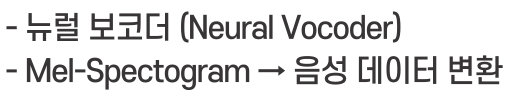 - 뉴럴 보코더 (Neural Vocoder)
- Mel-Spectogram → 음성 데이터 변환